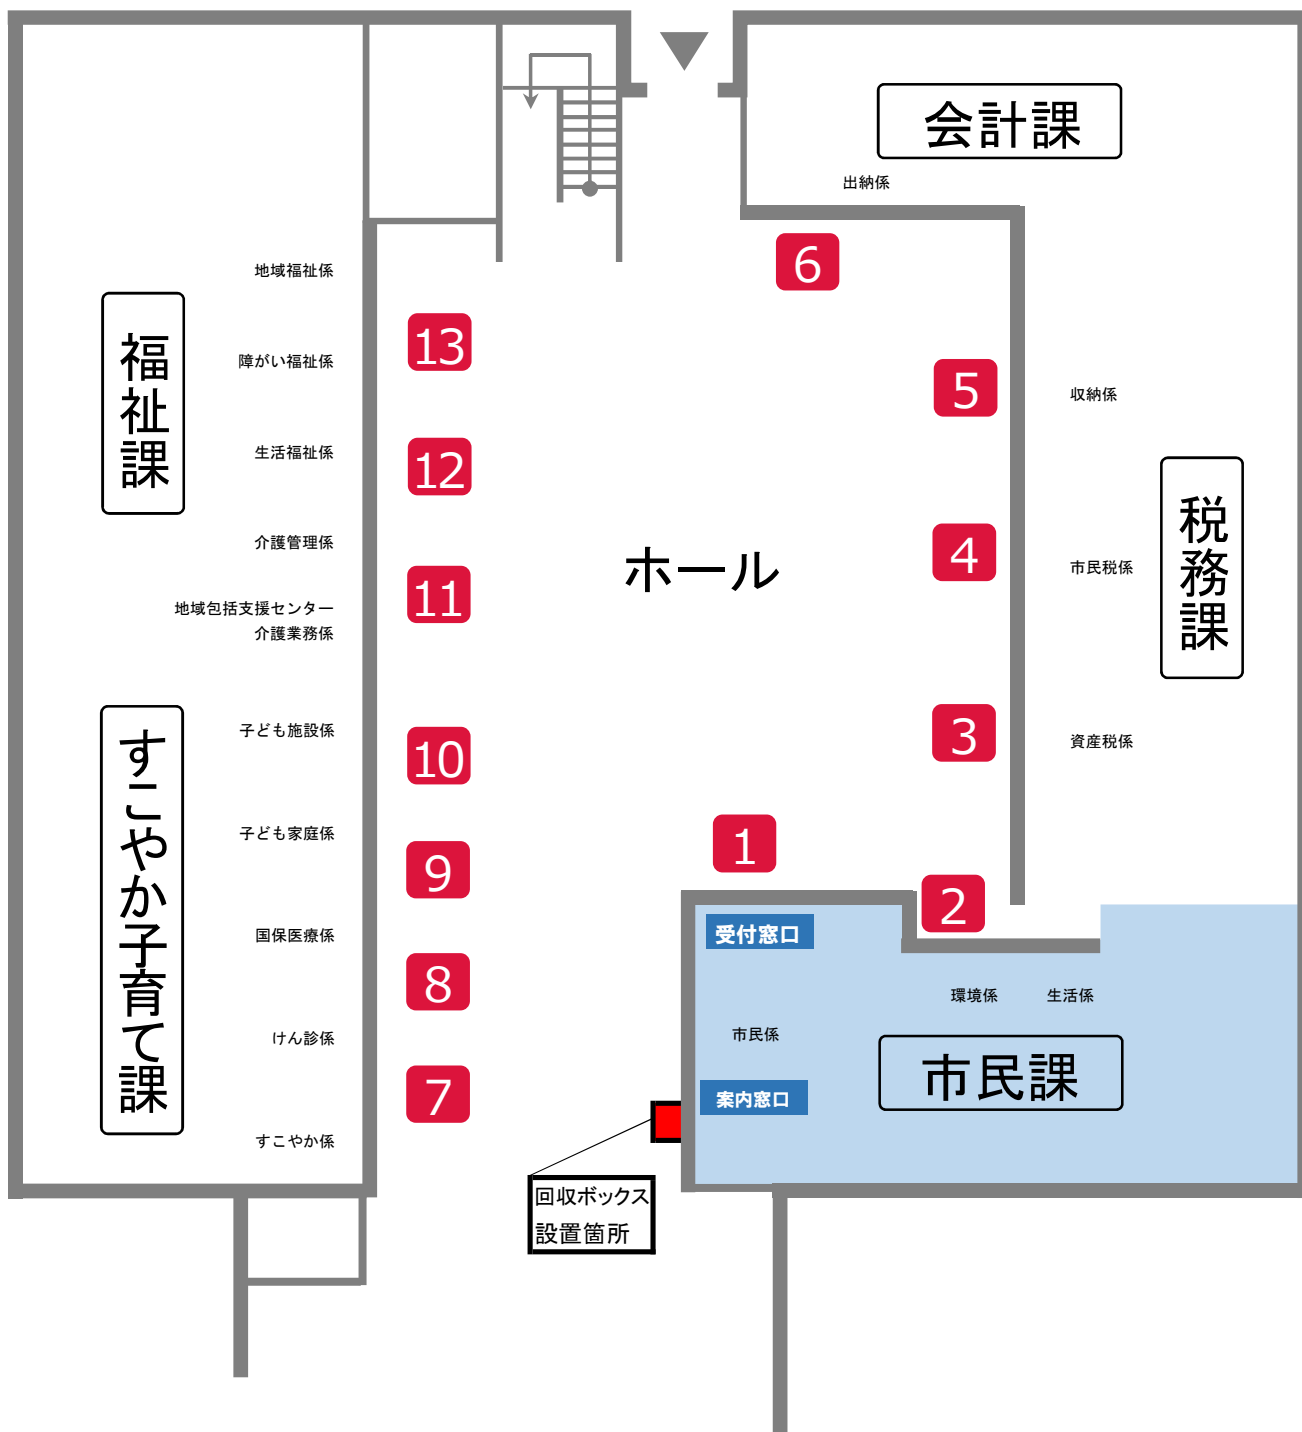 会計課
出納係
6
地域福祉係
13
障がい福祉係
福祉課
5
収納係
12
生活福祉係
介護管理係
ホール
4
市民税係
税務課
11
地域包括支援センター
介護業務係
すこやか子育て課
子ども施設係
10
3
資産税係
子ども家庭係
9
1
2
国保医療係
8
受付窓口
環境係
生活係
けん診係
市民係
市民課
7
案内窓口
すこやか係
回収ボックス
設置箇所